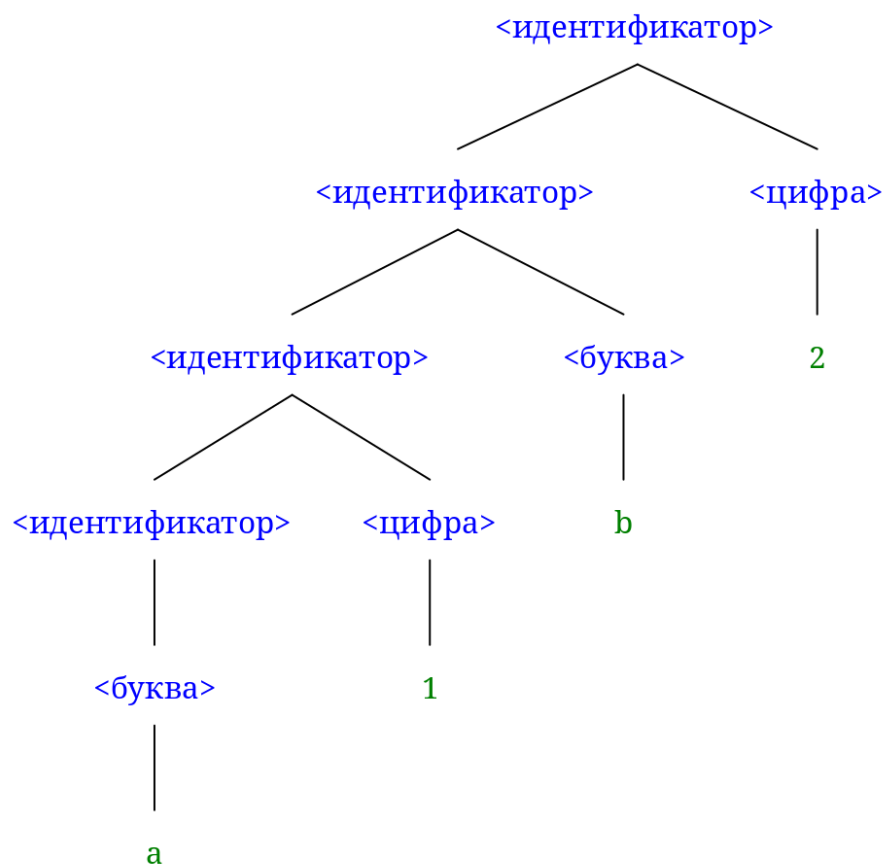 <идентификатор>
<идентификатор> <цифра>
<идентификатор> <буква> 2
<идентификатор> <цифра> b
<буква> 1
a